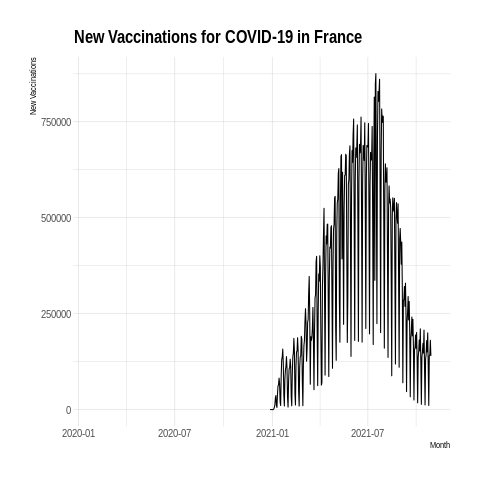 New Vaccinations for COVID-19 in France
New Vaccinations
750000
500000
250000
0
2020-01 2020-07 2021-01 2021-07
Month